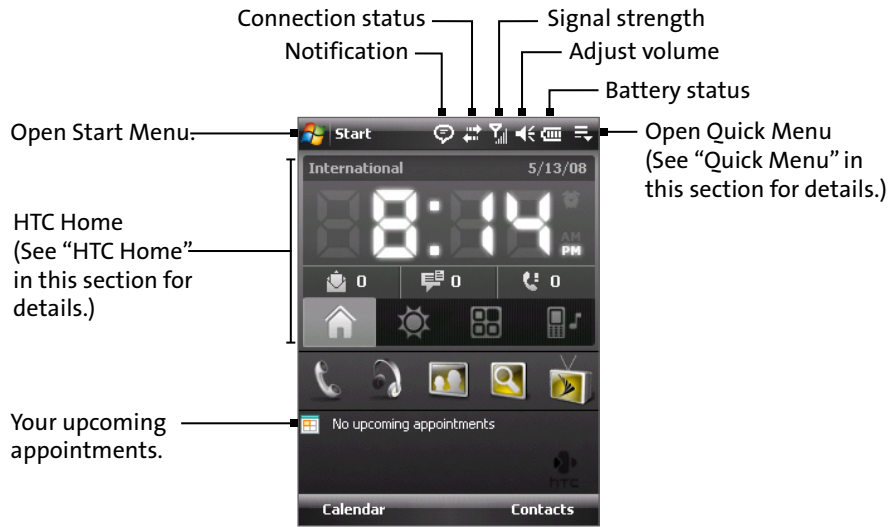 Connection status
Signal strength
Notification
Adjust volume
Battery status
Open Start Menu.
Start
Open Quick Menu
(See “Quick Menu” in
this section for details.)
International 5/13/08
8:14
AM
PM
HTC Home
(See “HTC Home”
in this section for
details.)
0 0 0
Your upcoming
appointments.
No upcoming appointments
hTC
Calendar Contacts